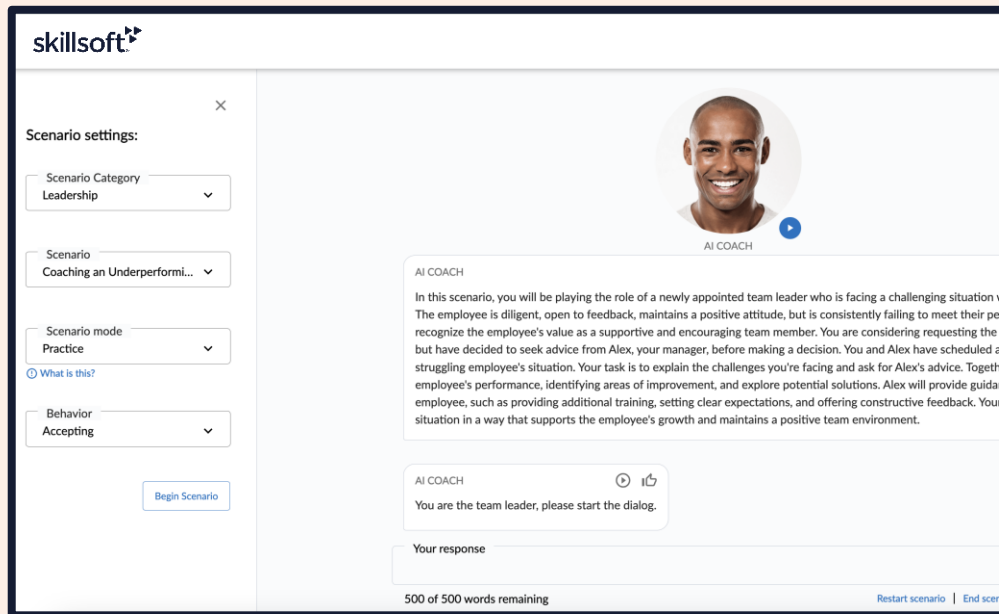 skillsoft
Scenario settings:
Scenario Category
Leadership
Scenario
Coaching an Underperformi...
Scenario mode
Practice
What is this?
Behavior
Accepting
Begin Scenario
AI COACH
AI COACH
In this scenario, you will be playing the role of a newly appointed team leader who is facing a challenging situation
The employee is diligent, open to feedback, maintains a positive attitude, but is consistently failing to meet their
recognize the employee's value as a supportive and encouraging team member. You are considering requesting the
but have decided to seek advice from Alex, your manager, before making a decision. You and Alex have scheduled
struggling employee's situation. Your task is to explain the challenges you're facing and ask for Alex's advice.
employee's performance, identifying areas of improvement, and explore potential solutions. Alex will provide
employee, such as providing additional training, setting clear expectations, and offering constructive feedback.
situation in a way that supports the employee's growth and maintains a positive team environment.
AI COACH
You are the team leader, please start the dialog.
Your response
500 of 500 words remaining
Restart scenario | End